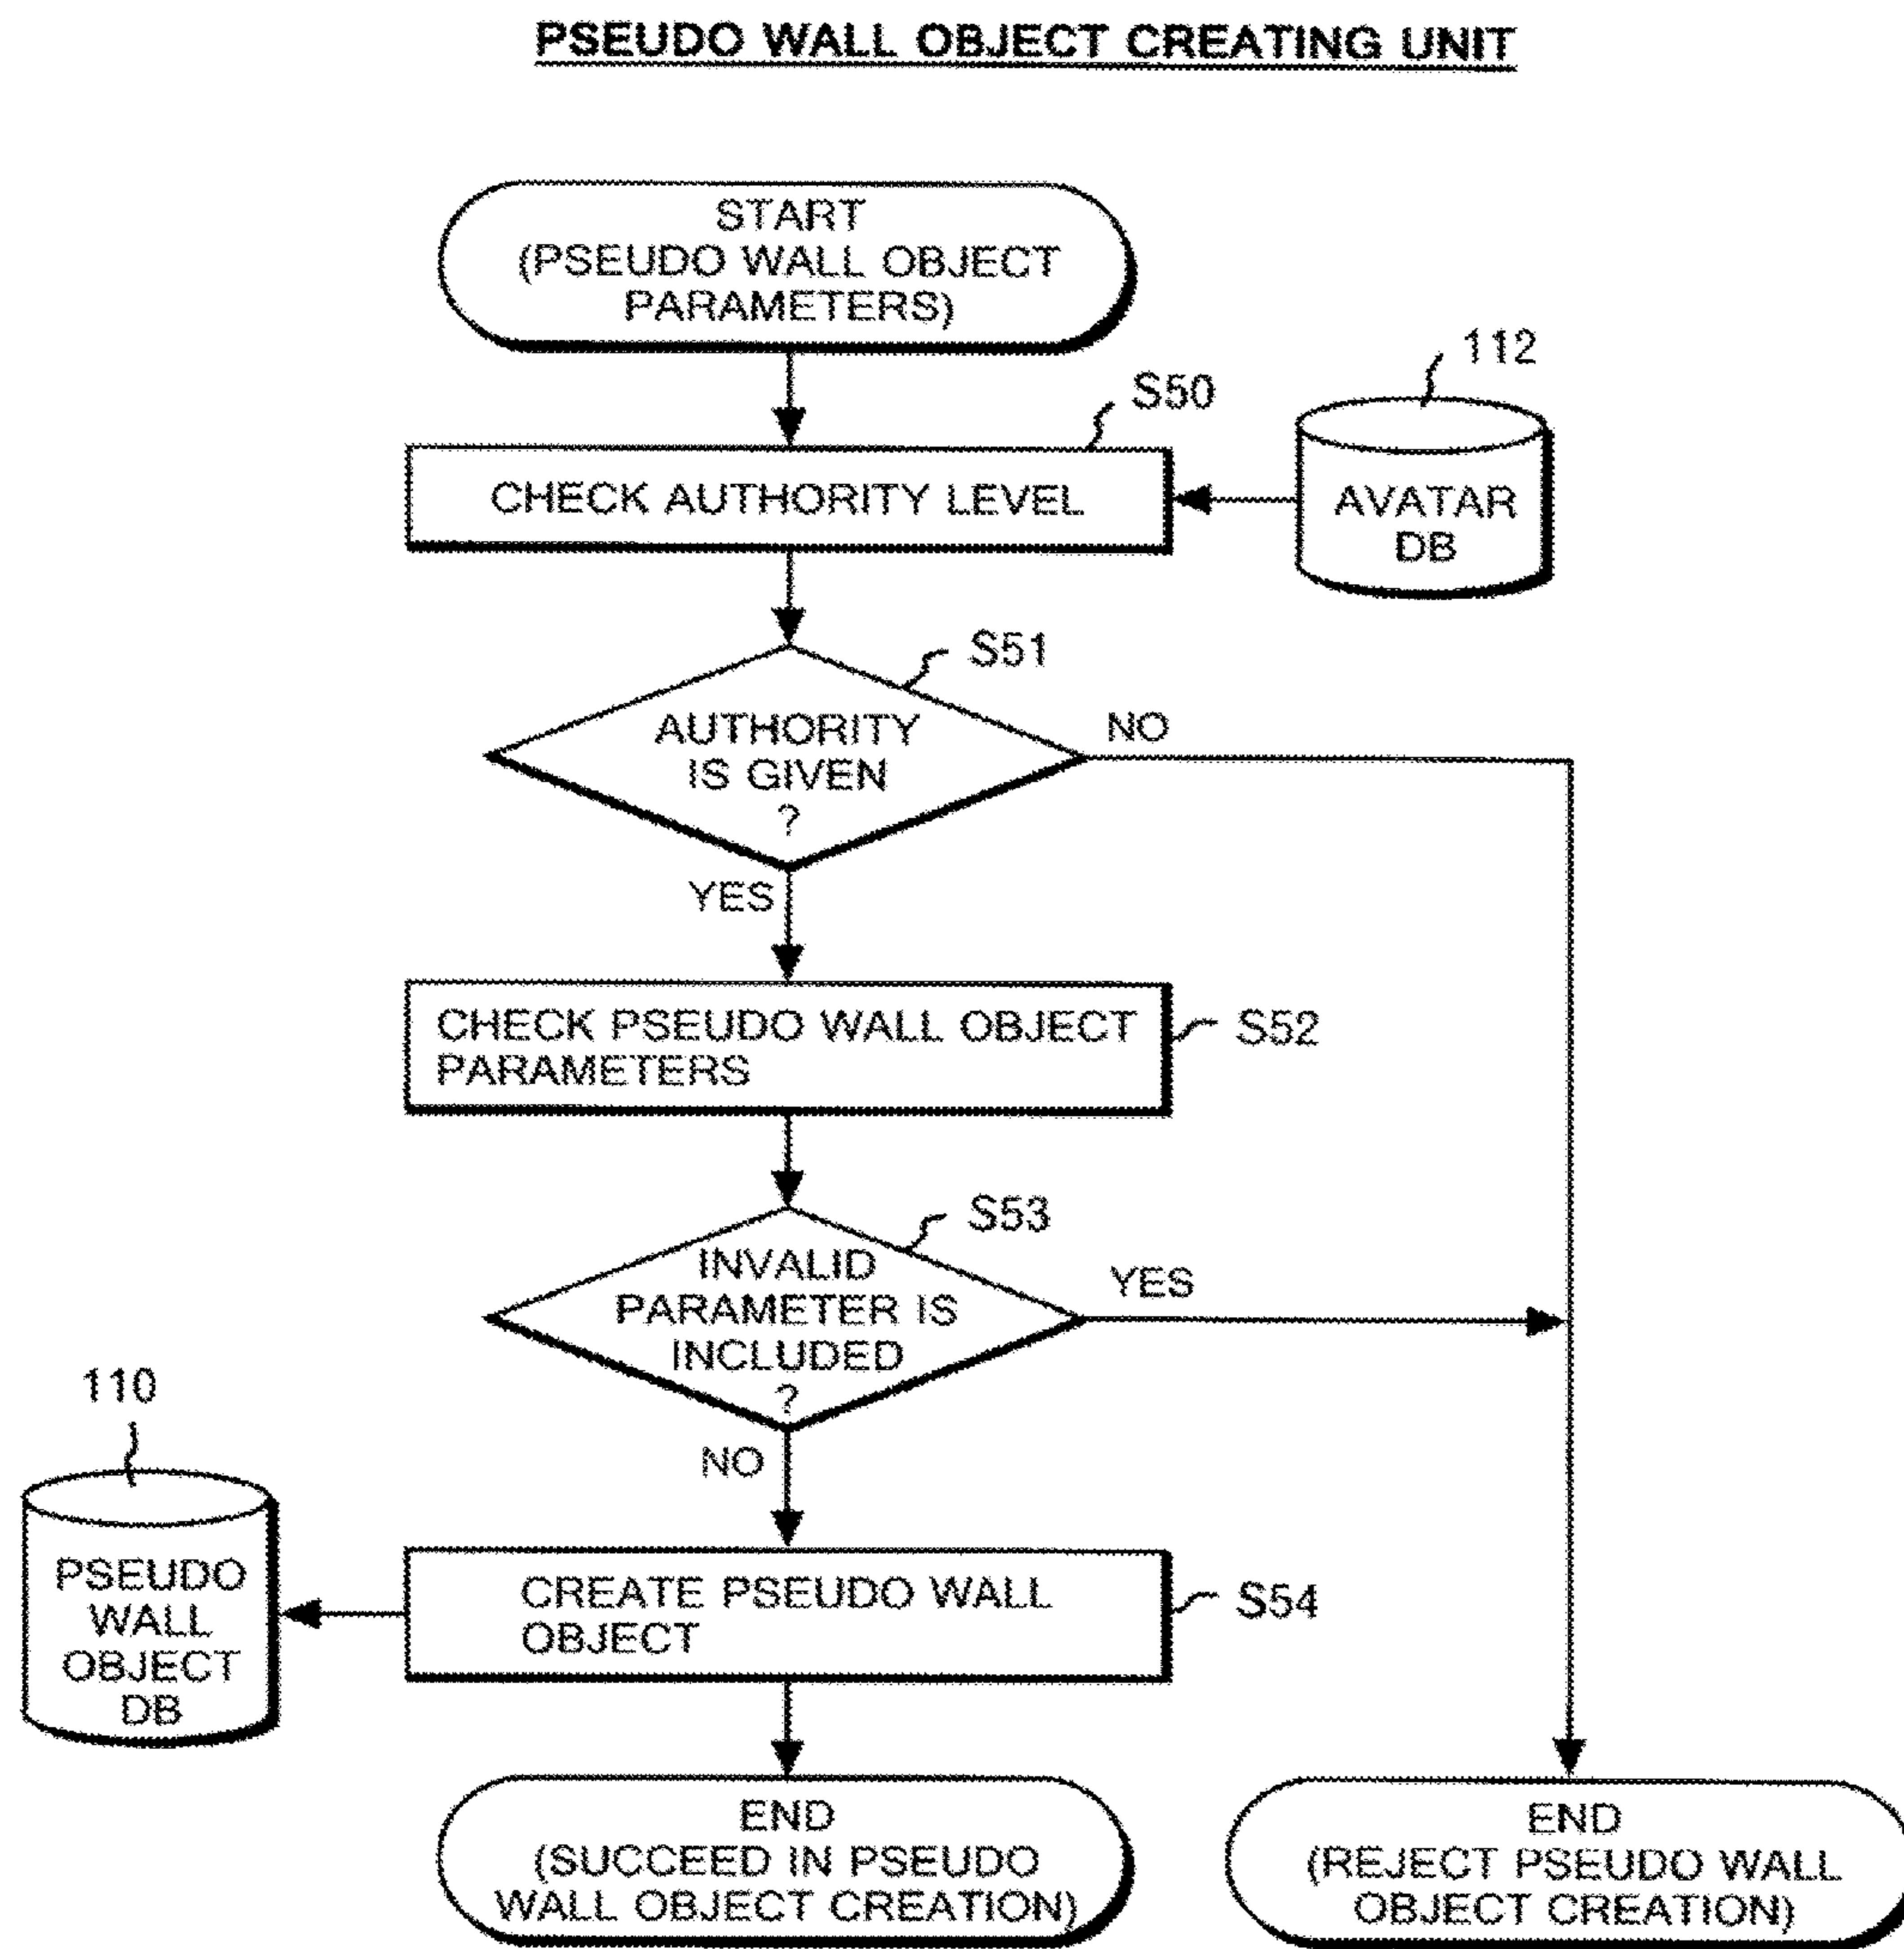 PSEUDO WALL OBJECT CREATING UNIT
START
(PSEUDO WALL OBJECT
PARAMETERS)
112
S50
CHECK AUTHORITY LEVEL
AVATAR
DB
S51
AUTHORITY
IS GIVEN
?
NO
YES
CHECK PSEUDO WALL OBJECT
PARAMETERS
S52
S53
INVALID
PARAMETER IS
INCLUDED
?
YES
NO
110
PSEUDO
WALL
OBJECT
DB
CREATE PSEUDO WALL
OBJECT
S54
END
(SUCCEED IN PSEUDO
WALL OBJECT CREATION)
END
(REJECT PSEUDO WALL
OBJECT CREATION)